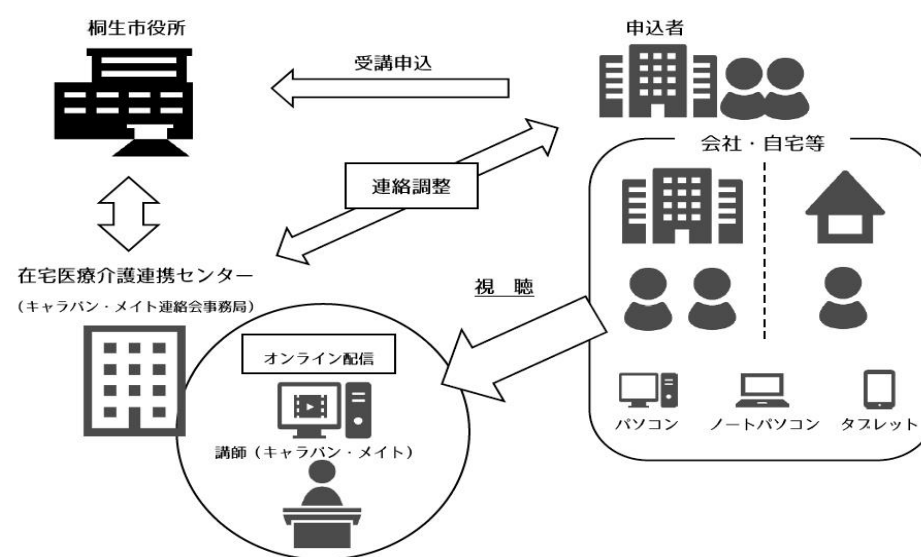 桐生市役所
申込者
受講申込
会社・自宅等
連絡調整
在宅医療介護連携センター
（キャラバン・メイト連絡会事務局）
視　聴
オンライン配信
講師（キャラバン・メイト）
パソコン
ノートパソコン
タブレット